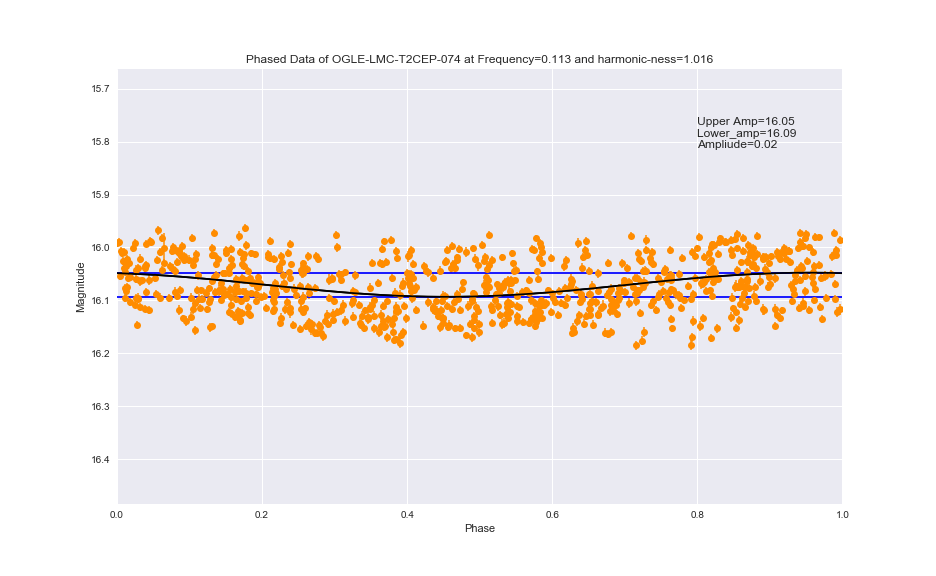 Phased Data of OGLE-LMC-T2CEP-074 at Frequency=0.113 and harmonic-ness=1.016
15.7
Upper Amp=16.05
Lower_amp=16.09
Ampliude=0.02
15.8
15.9
16.0
16.1
16.2
16.3
16.4
Magnitude
0.0
0.2
0.4
0.6
0.8
1.0
Phase